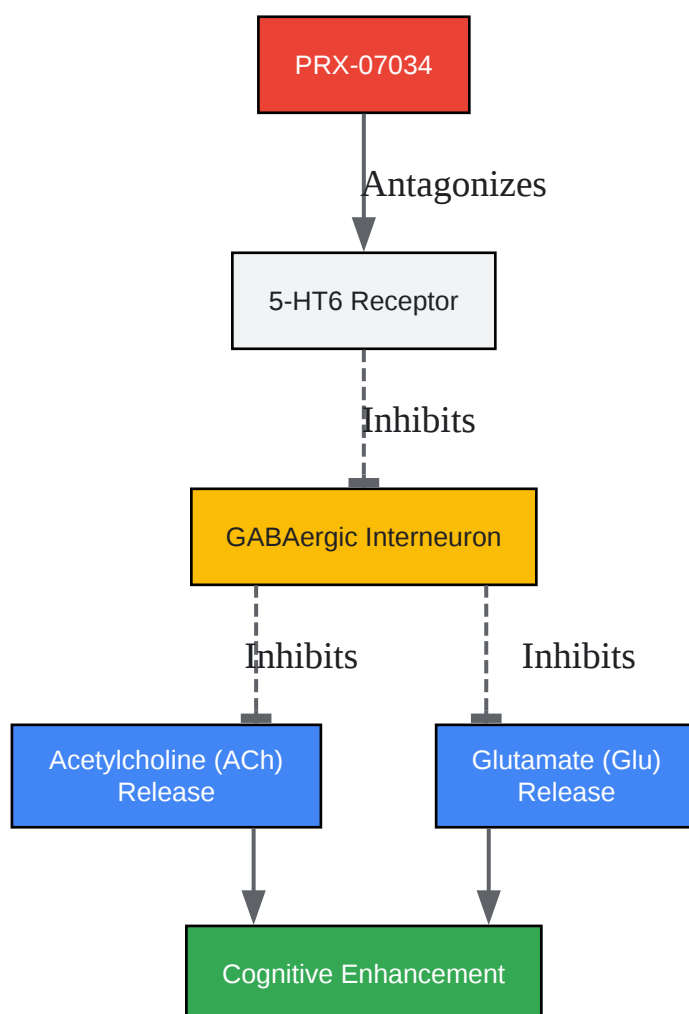 PRX-07034
Antagonizes
5-HT6 Receptor
Inhibits
GABAergic Interneuron
Inhibits
Inhibits
Acetylcholine (ACh)
Release
Glutamate (Glu)
Release
Cognitive Enhancement